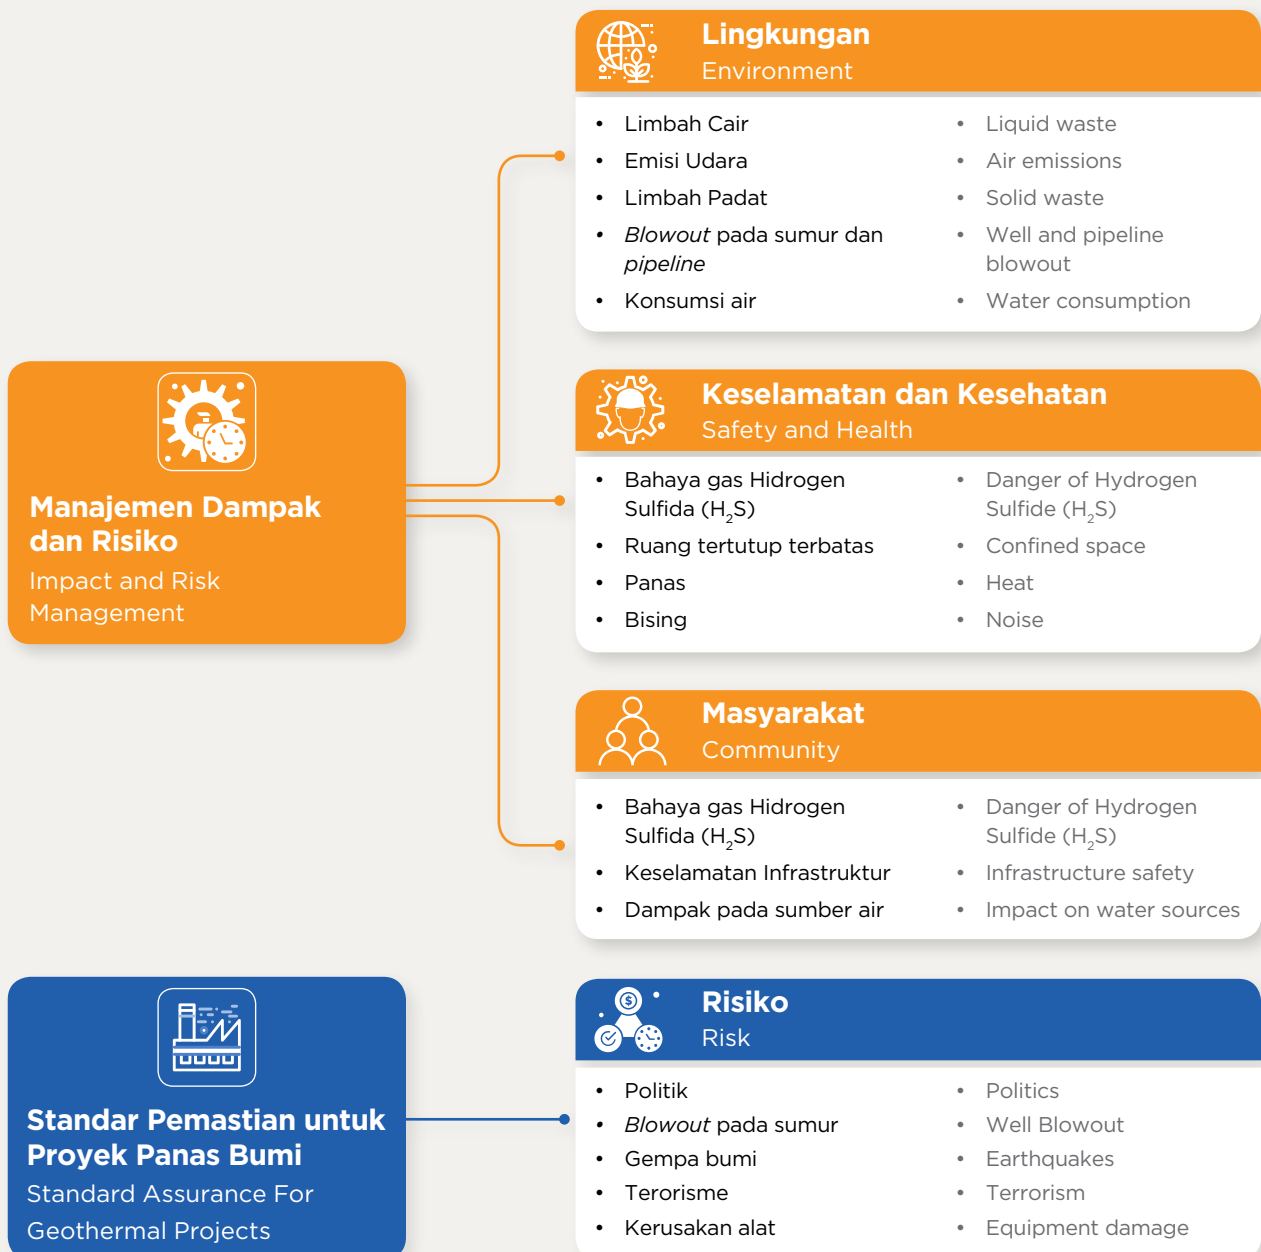 Lingkungan
Environment
• Limbah Cair
• Emisi Udara
• Limbah Padat
• Blowout pada sumur dan
pipeline
• Konsumsi air
• Liquid waste
• Air emissions
• Solid waste
• Well and pipeline
blowout
• Water consumption
Manajemen Dampak
dan Risiko
Impact and Risk
Management
Keselamatan dan Kesehatan
Safety and Health
• Bahaya gas Hidrogen
Sulfida (H₂S)
• Ruang tertutup terbatas
• Panas
• Bising
• Danger of Hydrogen
Sulfide (H₂S)
• Confined space
• Heat
• Noise
Masyarakat
Community
• Bahaya gas Hidrogen
Sulfida (H₂S)
• Keselamatan Infrastruktur
• Dampak pada sumber air
• Danger of Hydrogen
Sulfide (H₂S)
• Infrastructure safety
• Impact on water sources
Standar Pemastian untuk
Proyek Panas Bumi
Standard Assurance For
Geothermal Projects
Risiko
Risk
• Politik
• Blowout pada sumur
• Gempa bumi
• Terorisme
• Kerusakan alat
• Politics
• Well Blowout
• Earthquakes
• Terrorism
• Equipment damage